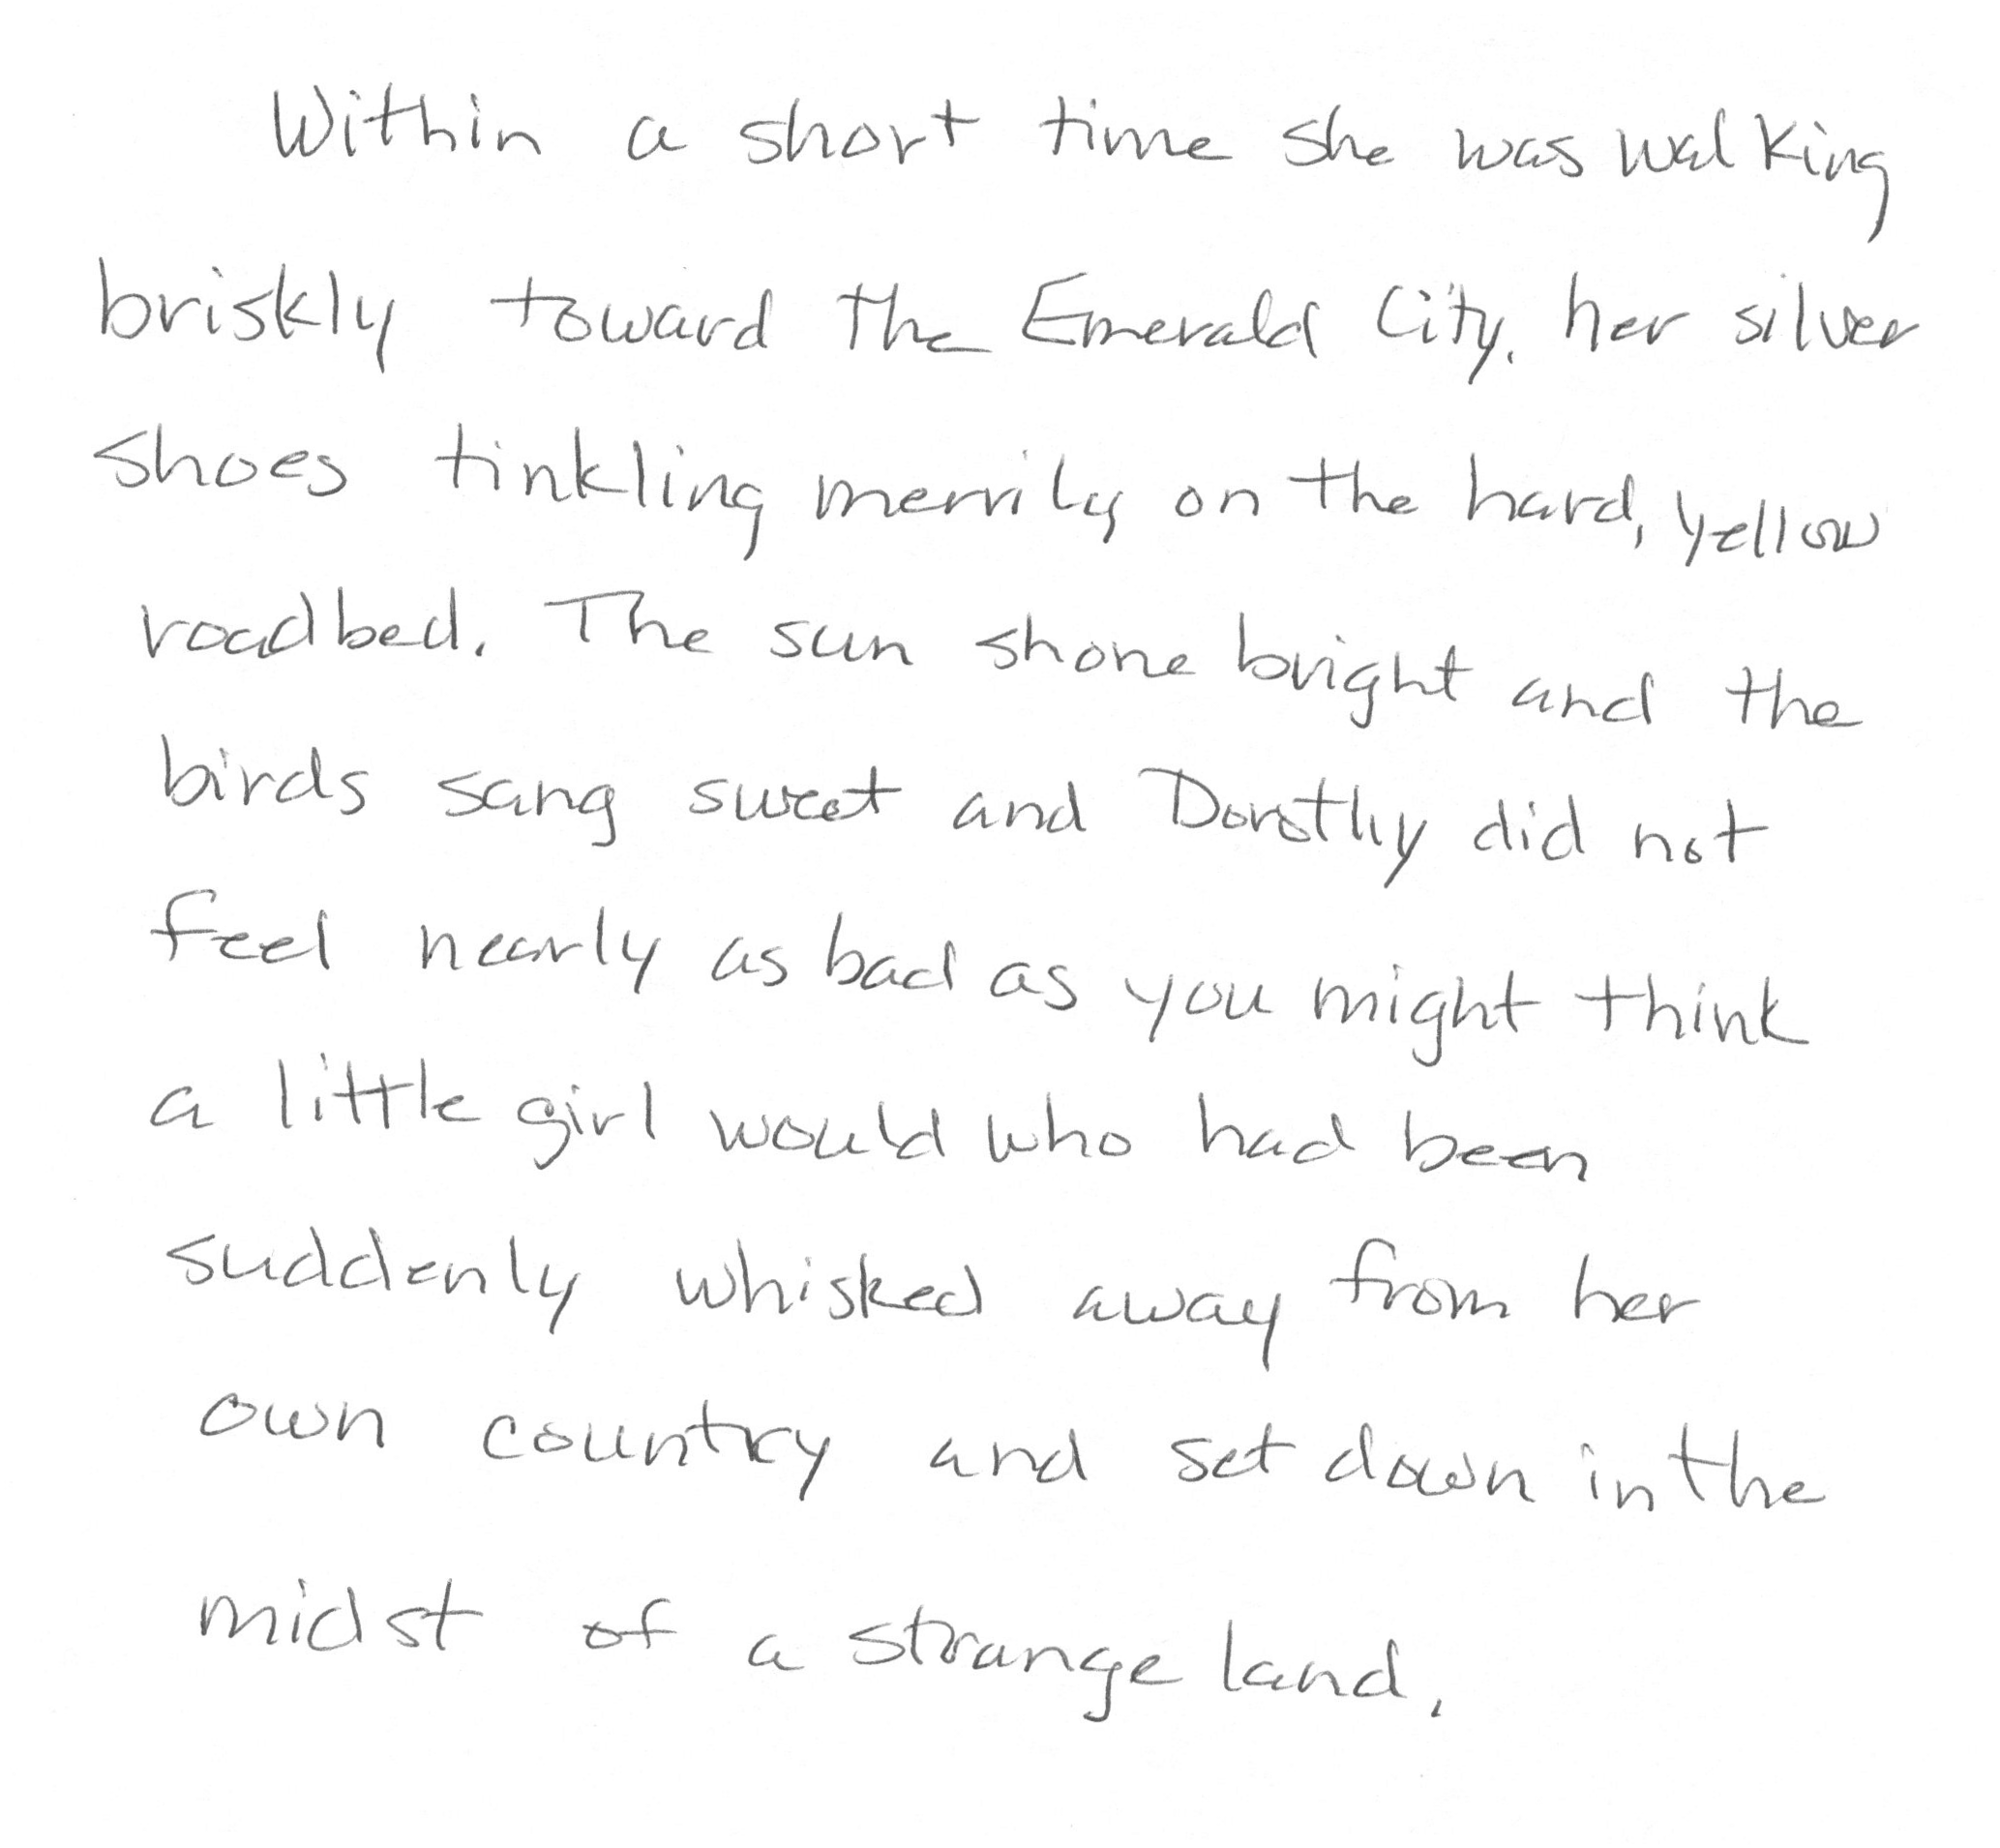 Within a short time she was walking
briskly toward the Emerald City, her silver
shoes tinkling merrily on the hard, yellow
roadbed. The sun shone bright and the
birds sang sweet and Dorothy did not
feel nearly as bad as you might think
a little girl would who had been
suddenly whisked away from her
own country and set down in the
midst of a strange land.